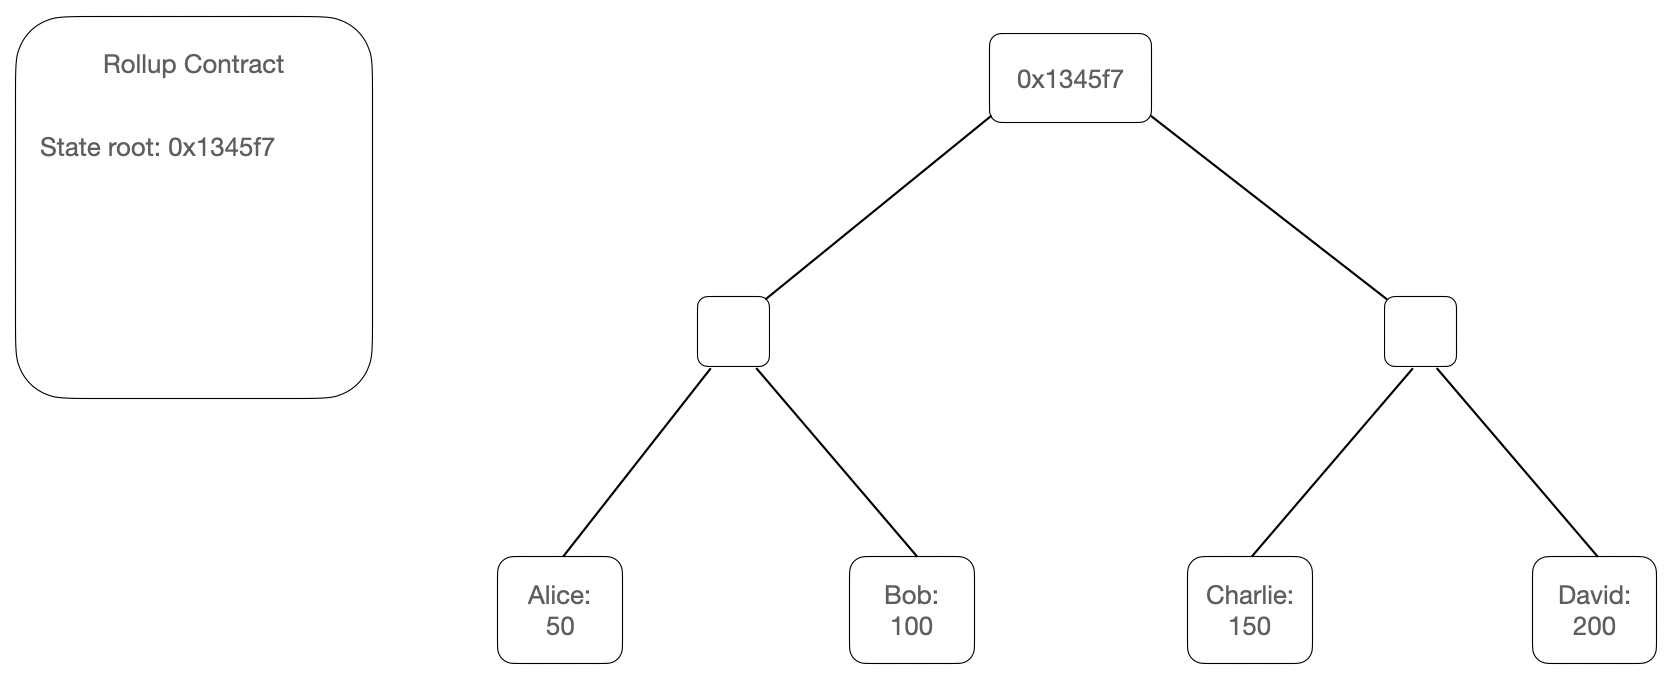 Rollup Contract
State root: 0x1345f7
0x1345f7
Alice:
50
Bob:
100
Charlie:
150
David:
200